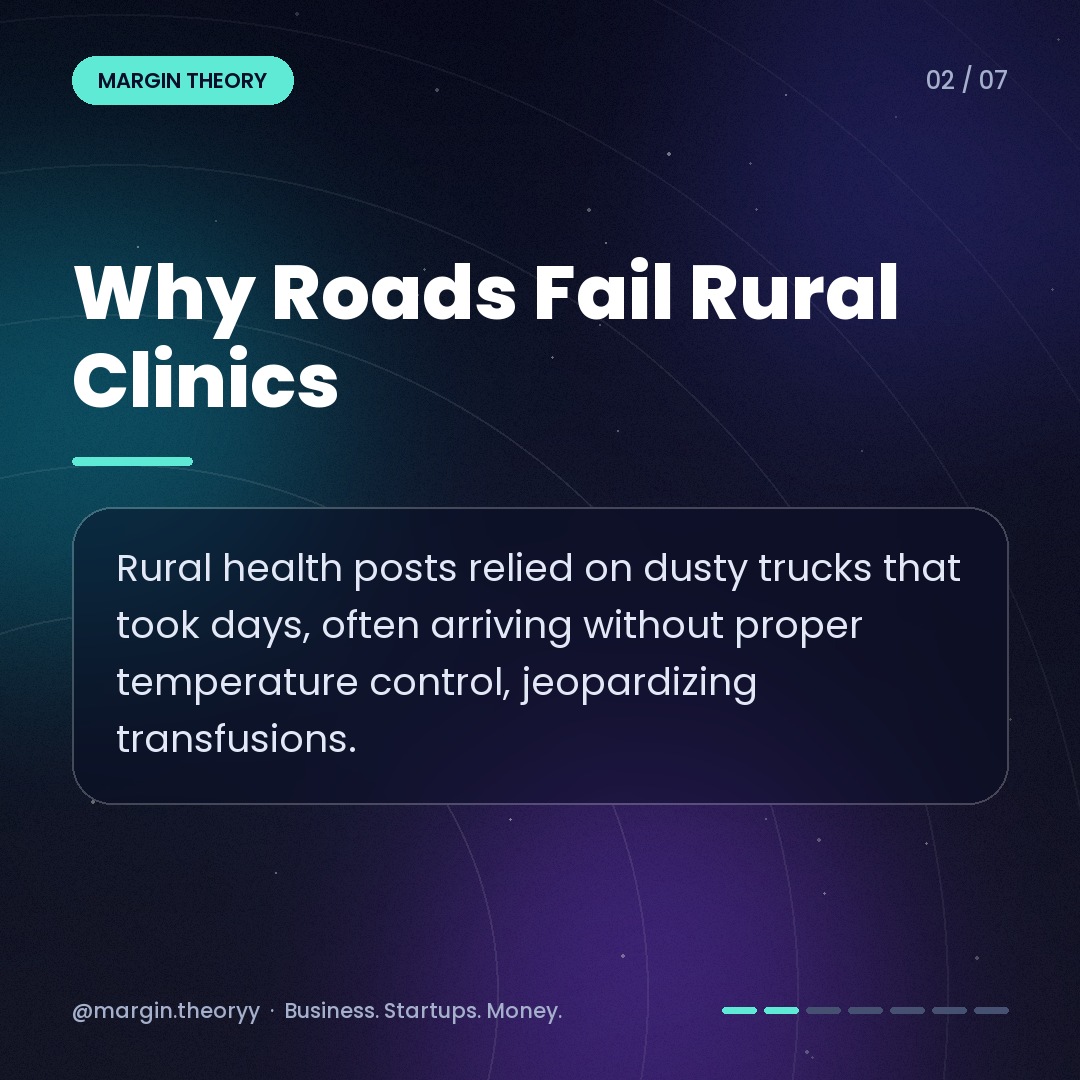 MARGIN THEORY
02 / 07
Why Roads Fail Rural
Clinics
Rural health posts relied on dusty trucks that
took days, often arriving without proper
temperature control, jeopardizing
transfusions.
@margin.theoryy · Business. Startups. Money.